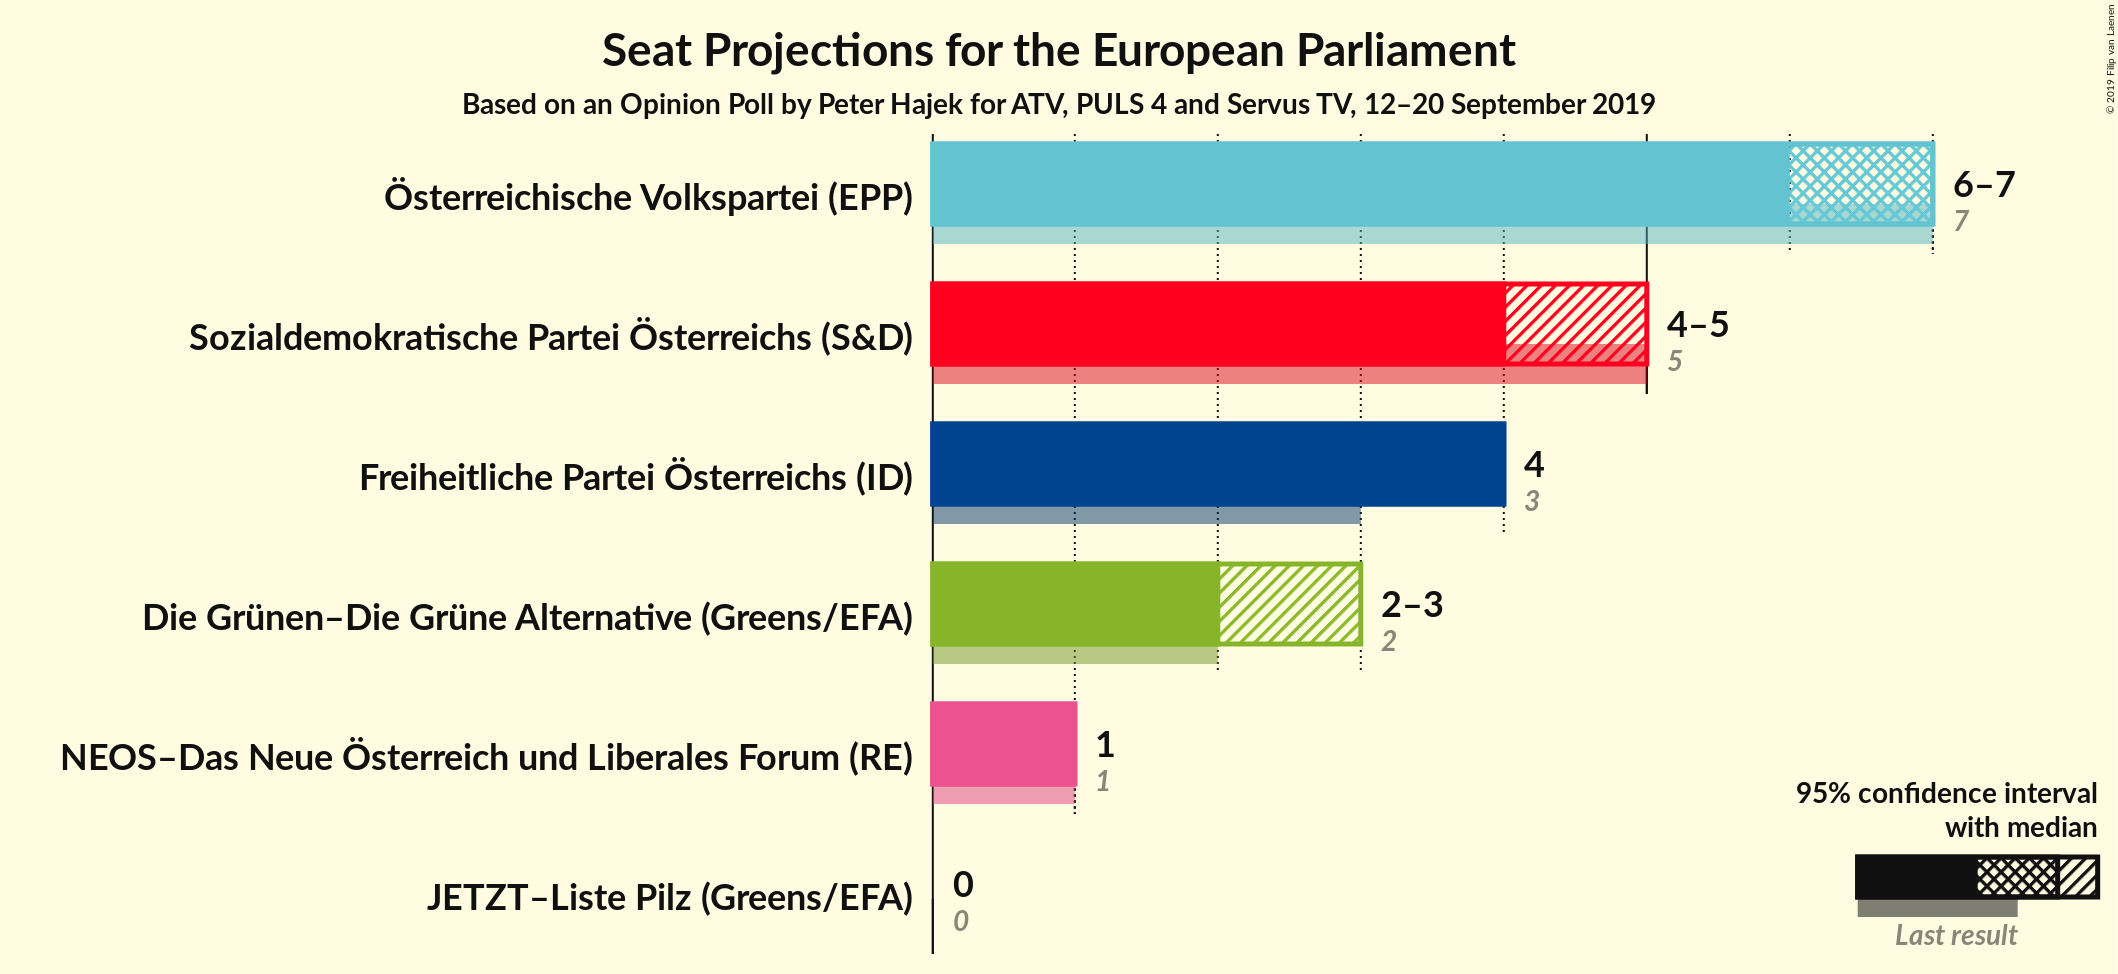 Seat Projections for the European Parliament
Based on an Opinion Poll by Peter Hajek for ATV, PULS 4 and Servus TV, 12–20 September 2019
© 2019 Filip van Laenen
Österreichische Volkspartei (EPP)
6–7
7
Sozialdemokratische Partei Österreichs (S&D)
4–5
5
Freiheitliche Partei Österreichs (ID)
4
3
Die Grünen–Die Grüne Alternative (Greens/EFA)
2–3
2
NEOS–Das Neue Österreich und Liberales Forum (RE)
1
1
JETZT–Liste Pilz (Greens/EFA)
0
0
95% confidence interval
with median
Last result